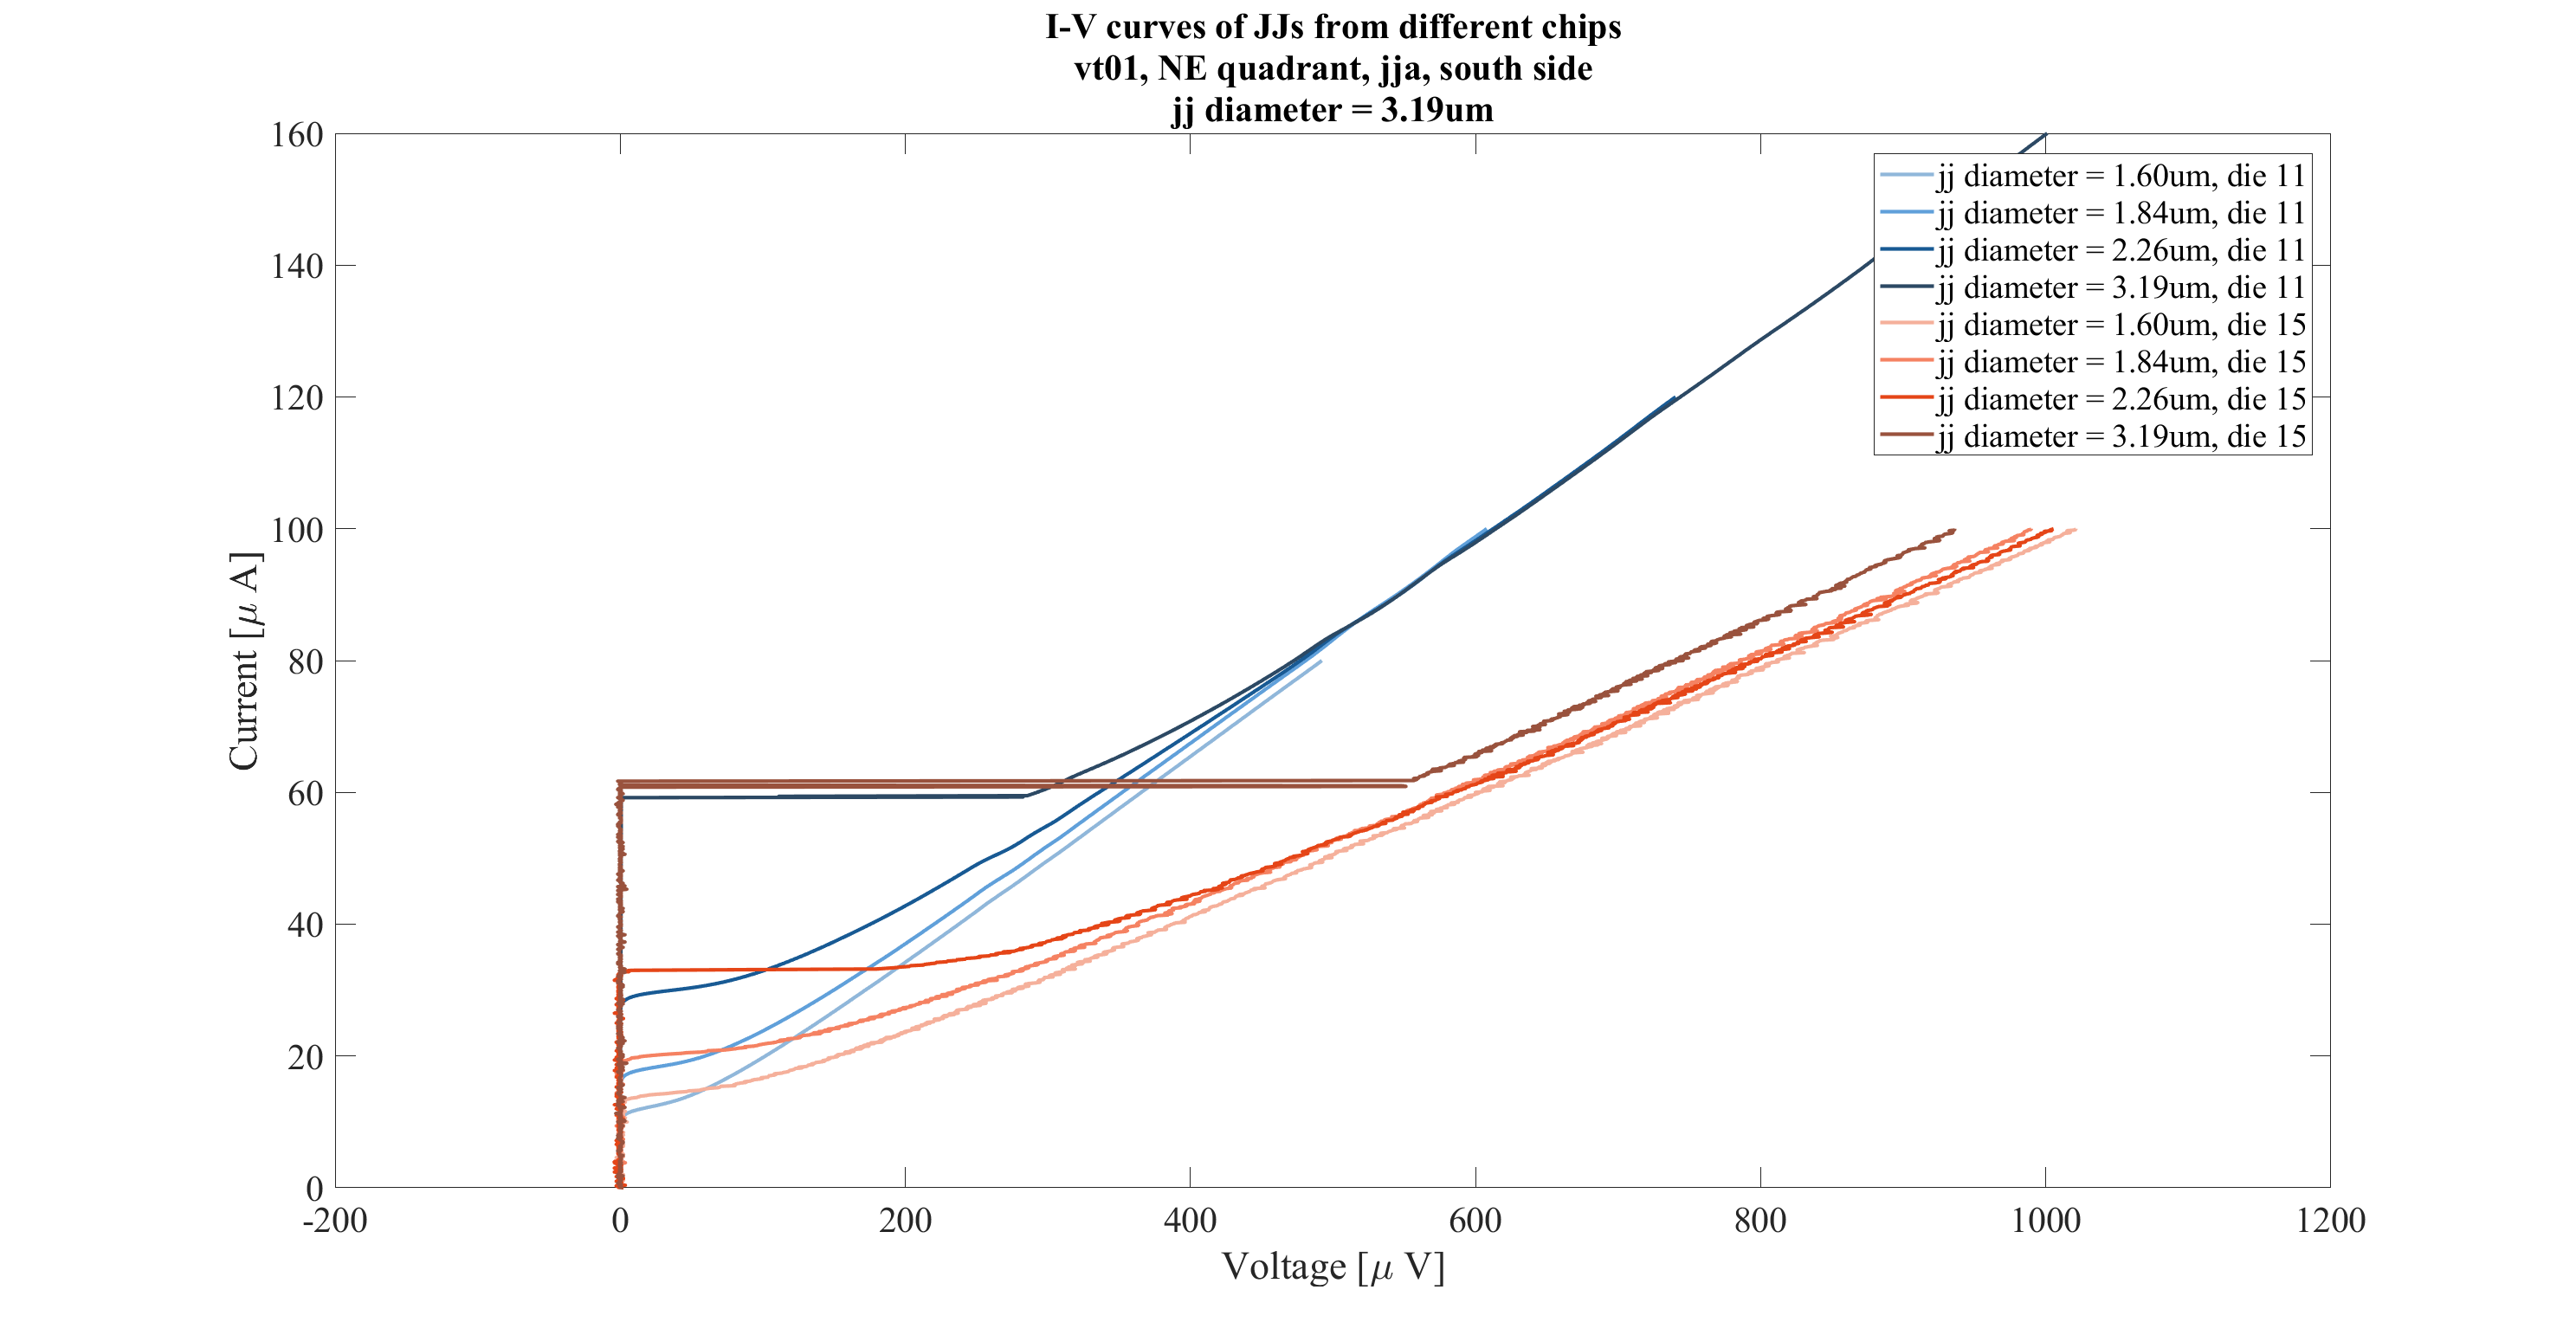 I-V curves of JJs from different chips
vt01, NE quadrant, jja, south side
jj diameter = 3.19um
160
140
120
100
80
60
40
20
0
Current [μ A]
jj diameter = 1.60um, die 11
jj diameter = 1.84um, die 11
jj diameter = 2.26um, die 11
jj diameter = 3.19um, die 11
jj diameter = 1.60um, die 15
jj diameter = 1.84um, die 15
jj diameter = 2.26um, die 15
jj diameter = 3.19um, die 15
-200 0 200 400 600 800 1000 1200
Voltage [μ V]